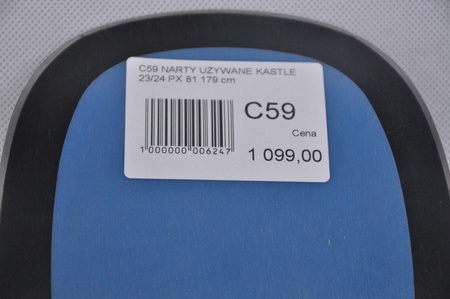 C59 NARTY UŻYWANE KASTLE
23/24 PX 81 179 cm
C59
Cena
1 000000 006247
1 099,00